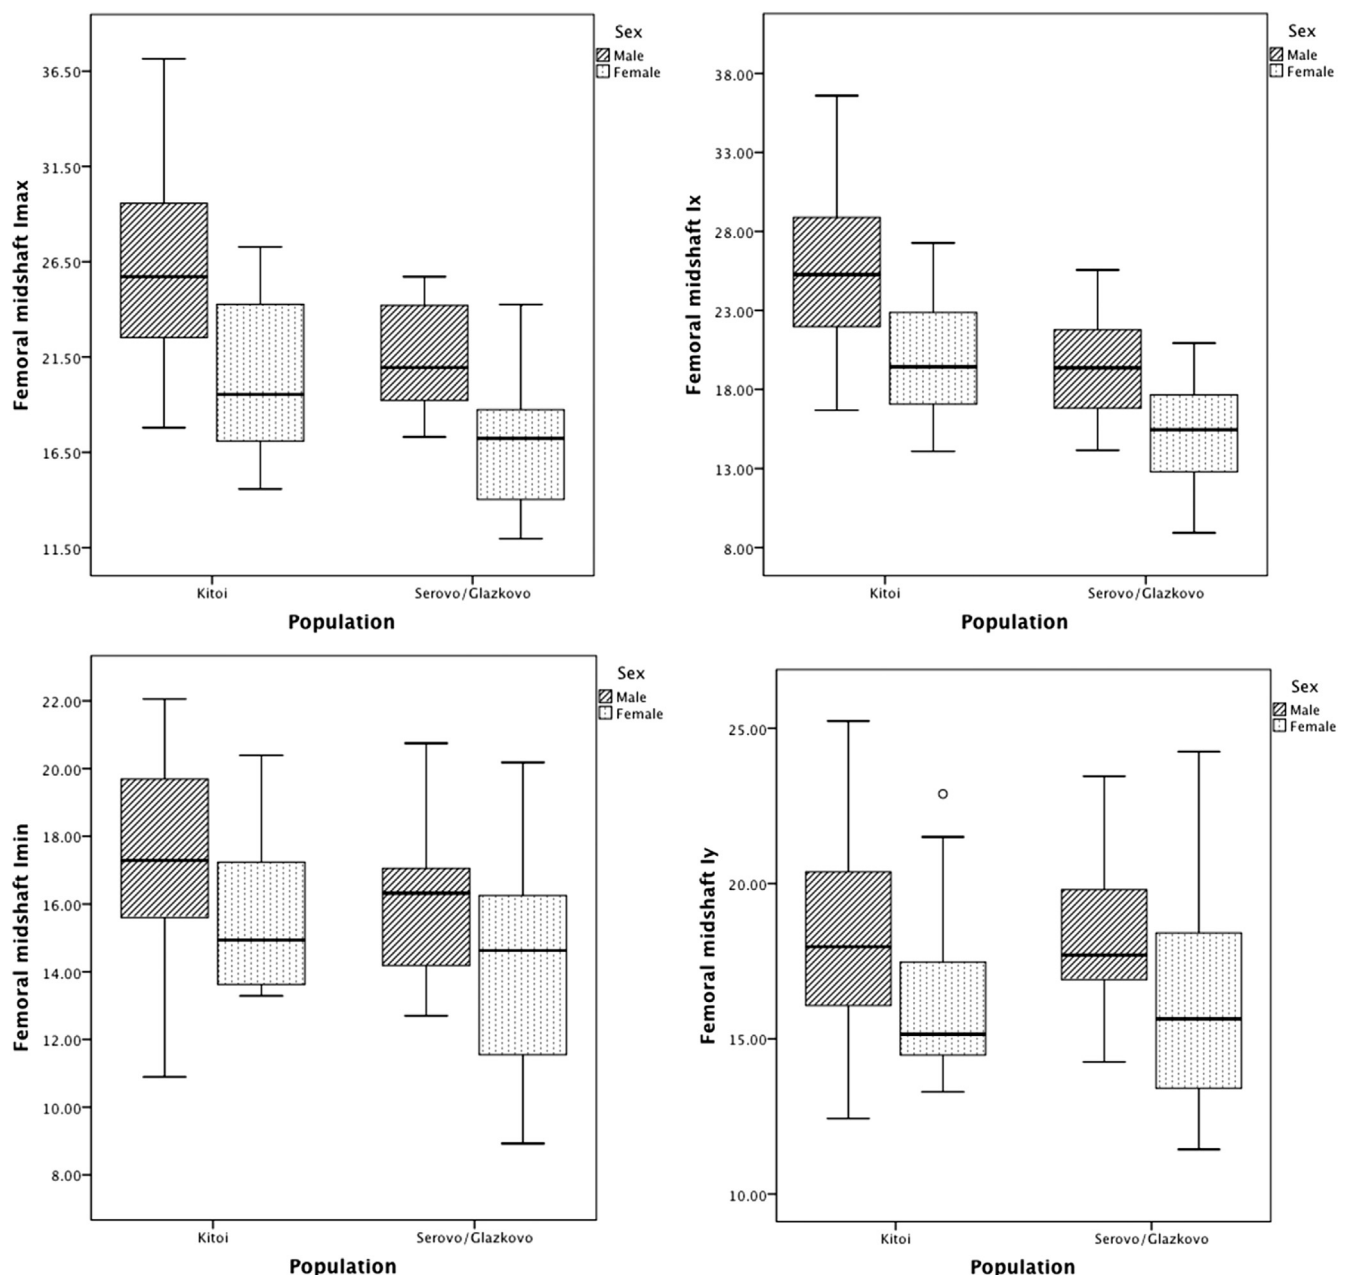 Femoral midshaft Imax
36.50
31.50
26.50
21.50
16.50
11.50
Kitoi
Serovo/Glazkovo
Population
Sex
Male
Female
Femoral midshaft Ix
38.00
33.00
28.00
23.00
18.00
13.00
8.00
Kitoi
Serovo/Glazkovo
Population
Sex
Male
Female
Femoral midshaft Imin
22.00
20.00
18.00
16.00
14.00
12.00
10.00
8.00
Kitoi
Serovo/Glazkovo
Population
Sex
Male
Female
Femoral midshaft Iy
25.00
20.00
15.00
10.00
Kitoi
Serovo/Glazkovo
Population
Sex
Male
Female